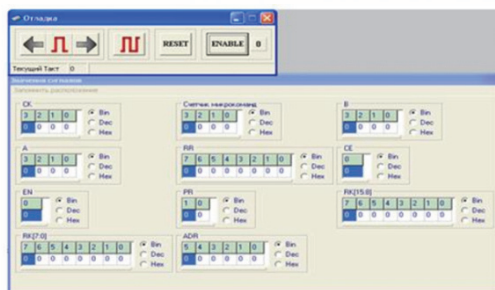 Отладка
RESET ENABLE 0
Текущий Такт 0
Значения сигналов
Запомнить расположение
СК Счетчик микрокоманд B
3 2 1 0 Bin 3 2 1 0 Bin 3 2 1 0 Bin
0 0 0 0 Dec 0 0 0 0 Dec 0 0 0 0 Dec
Hex Hex Hex
A RR CE
3 2 1 0 Bin 7 6 5 4 3 2 1 0 Bin 0 Bin
0 0 0 0 Dec 0 0 0 0 0 0 0 0 Dec 0 Dec
Hex Hex Hex
EN PR RK[15:8]
0 Bin 1 0 Bin 7 6 5 4 3 2 1 0 Bin
0 Dec 0 0 Dec 0 0 0 0 0 0 0 0 Dec
Hex Hex Hex
RK[7:0] ADR
7 6 5 4 3 2 1 0 Bin 5 4 3 2 1 0 Bin
0 0 0 0 0 0 0 0 Dec 0 0 0 0 0 0 Dec
Hex Hex